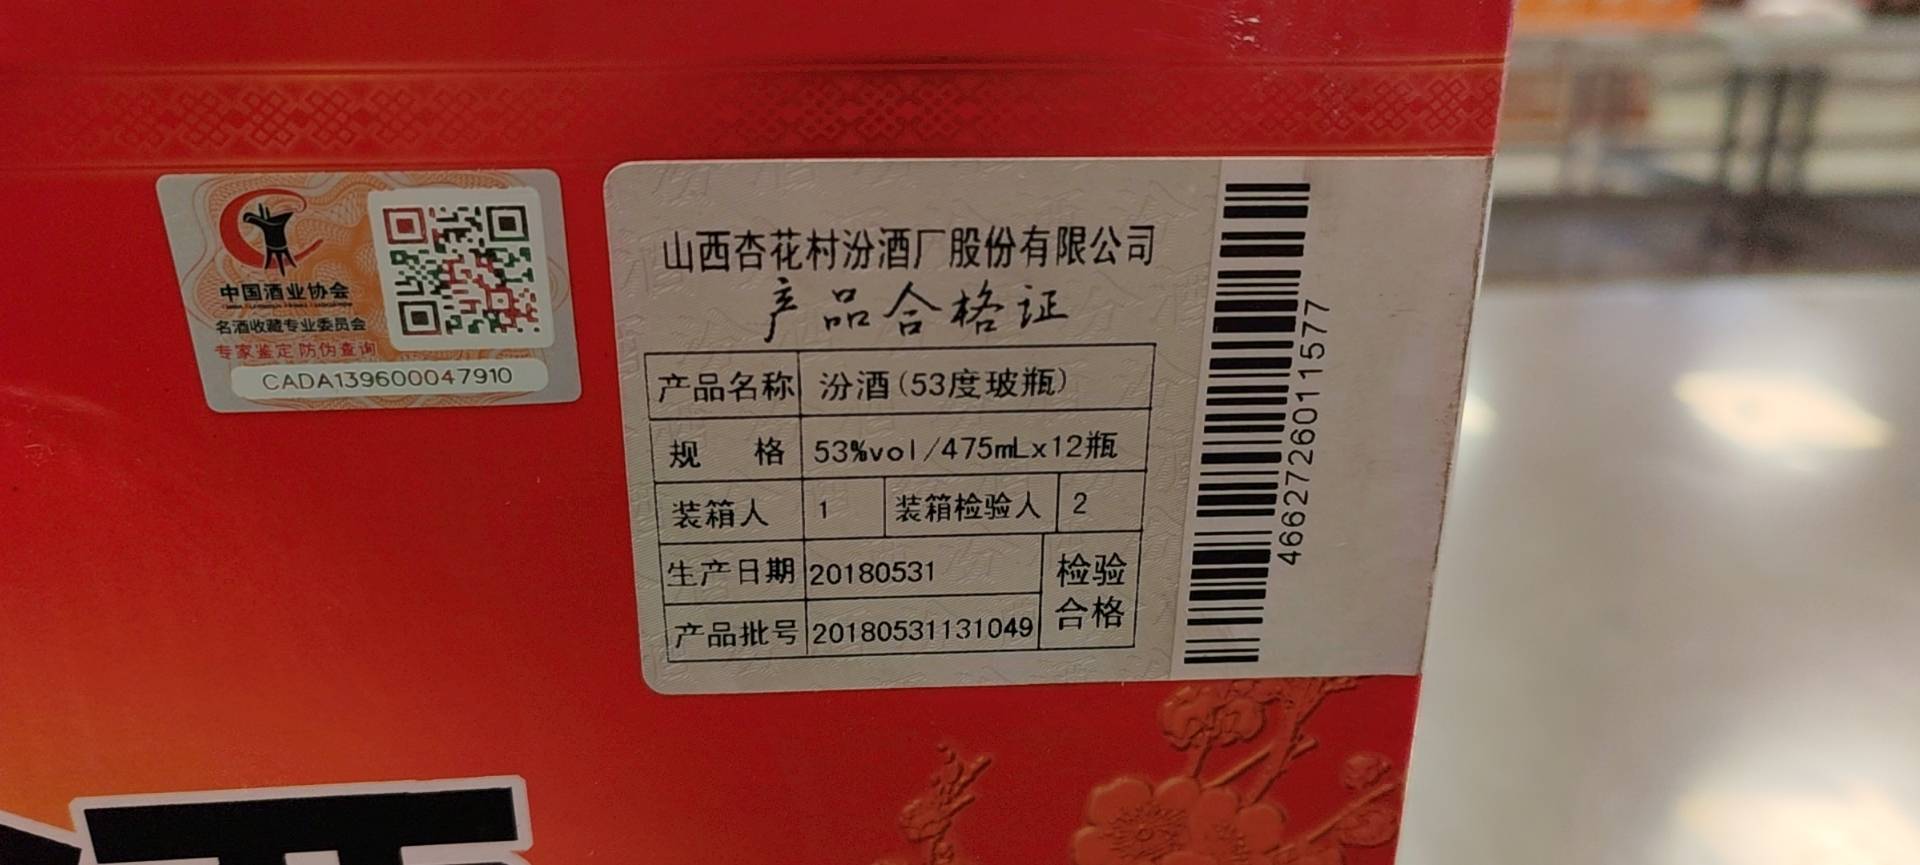 中国酒业协会
名酒收藏专业委员会
专家鉴定 防伪查询
CADA139600047910
山西杏花村汾酒厂股份有限公司
产品合格证
产品名称 汾酒(53度玻瓶)
规 格 53%vol/475mLx12瓶
装箱人 1 装箱检验人 2
生产日期 20180531 检验
产品批号 20180531131049 合格
4662726011577